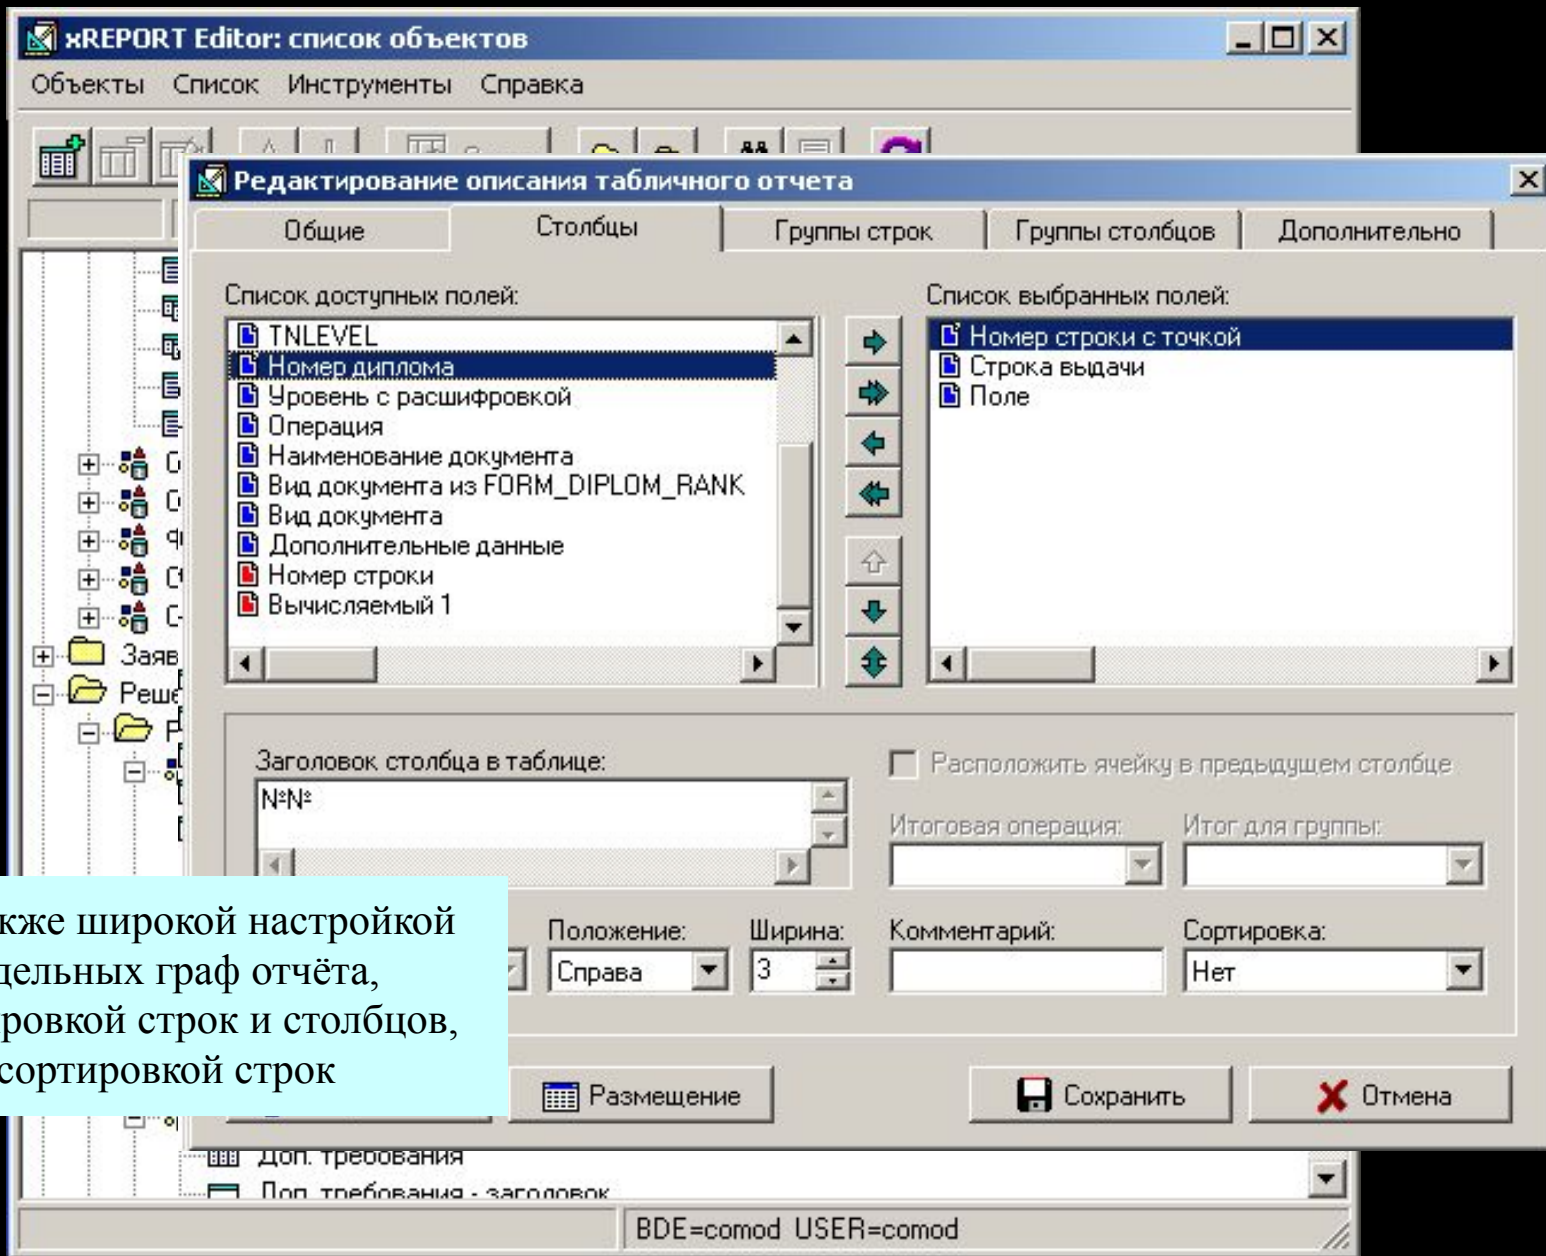 xREPORT Editor: список объектов
Объекты Список Инструменты Справка
Редактирование описания табличного отчета
Общие Столбцы Группы строк Группы столбцов Дополнительно
Список доступных полей:
TNLEVEL
Номер диплома
Уровень с расшифровкой
Операция
Наименование документа
Вид документа из FORM_DIPLOM_RANK
Вид документа
Дополнительные данные
Номер строки
Вычисляемый 1
Список выбранных полей:
Номер строки с точкой
Строка выдачи
Поле
Заяв
Реше
Заголовок столбца в таблице:
№№
Расположить ячейку в предыдущем столбце
Итоговая операция: Итог для группы:
Положение: Ширина: Комментарий: Сортировка:
Справа 3 Нет
кже широкой настройкой
дельных граф отчёта,
ровкой строк и столбцов,
сортировкой строк
Размещение Сохранить Отмена
Доп. требования
Доп. требования - заголовок
BDE=comod USER=comod